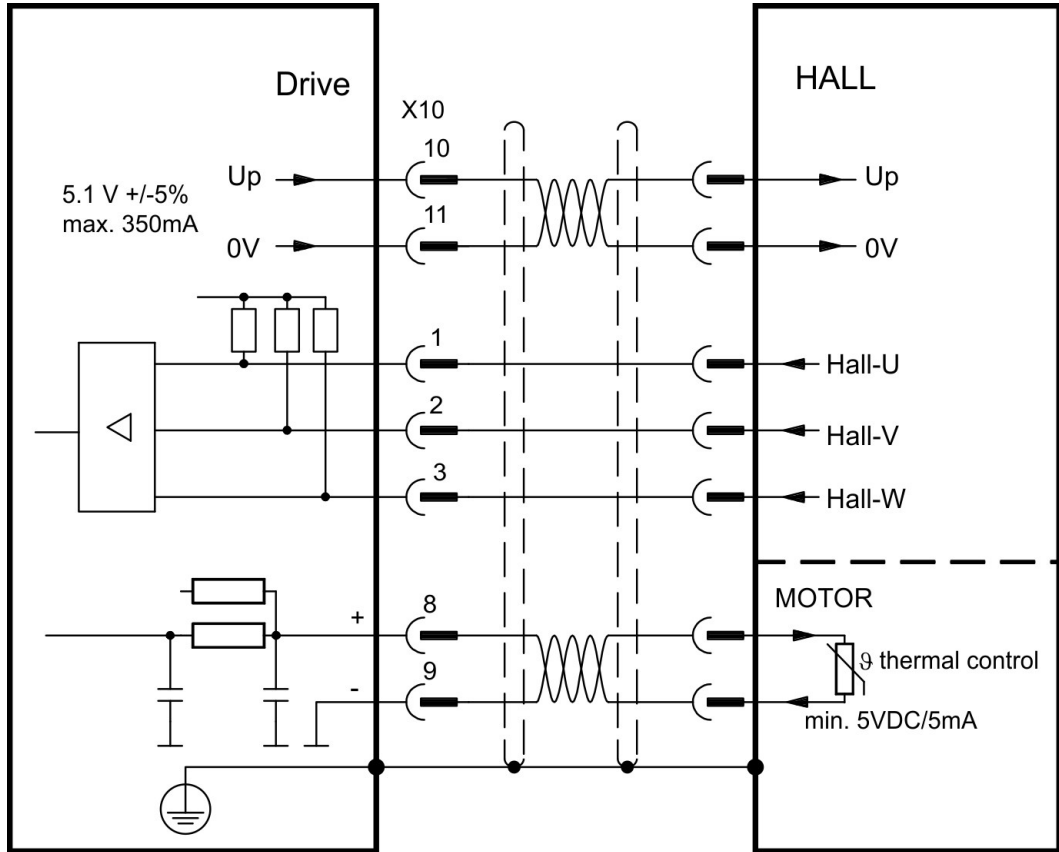 Drive
HALL
X10
10
Up
Up
5.1 V +/-5%
max. 350mA
11
0V
0V
1
Hall-U
2
Hall-V
3
Hall-W
MOTOR
8
+
ϑ thermal control
9
-
min. 5VDC/5mA